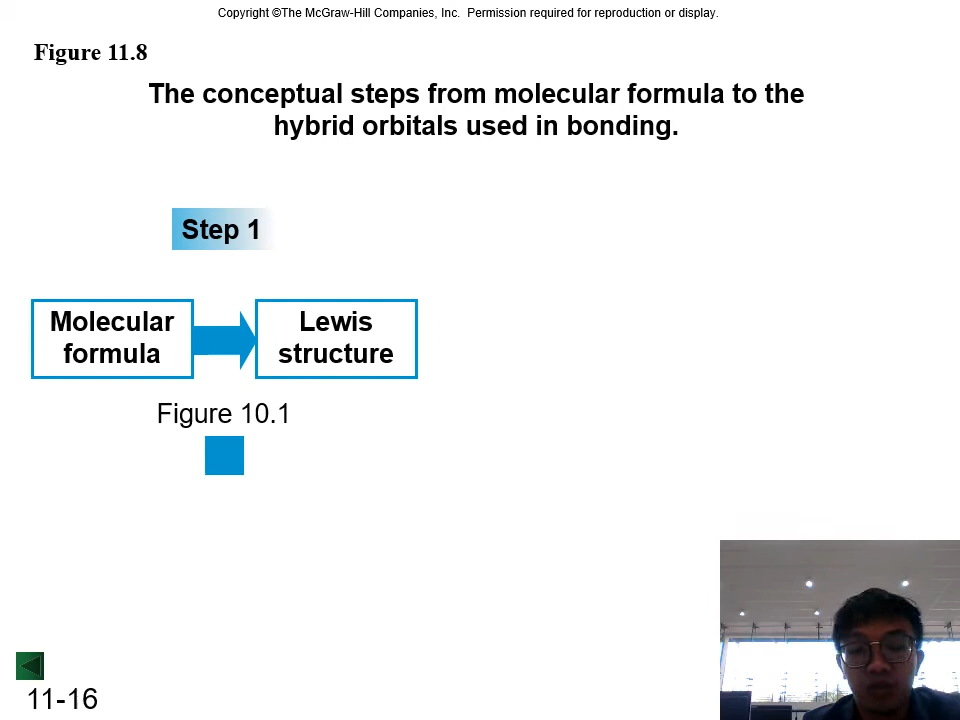 Copyright ©The McGraw-Hill Companies, Inc.  Permission required for reproduction or display.
Figure 11.8
The conceptual steps from molecular formula to the
hybrid orbitals used in bonding.
Step 1
Molecular
formula
Lewis
structure
Figure 10.1
11-16